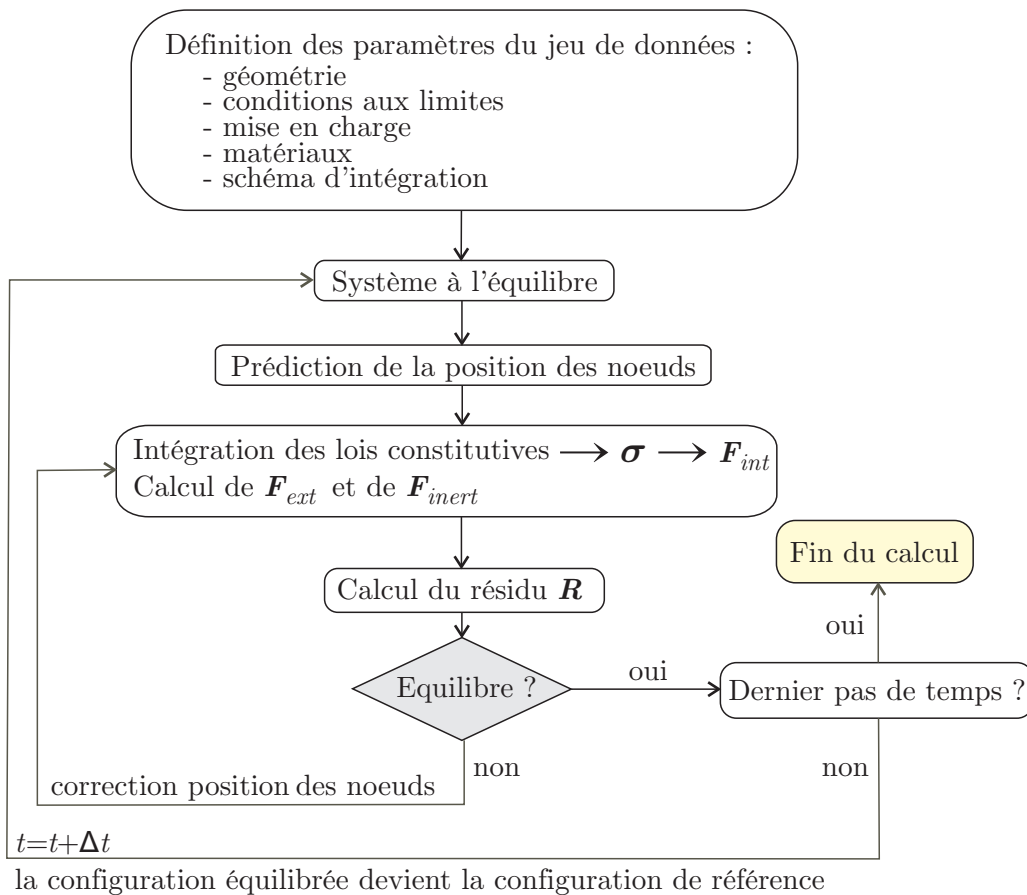 Définition des paramètres du jeu de données :
- géométrie
- conditions aux limites
- mise en charge
- matériaux
- schéma d'intégration
Système à l'équilibre
Prédiction de la position des noeuds
Intégration des lois constitutives → σ → F_int
Calcul de F_ext et de F_inert
Fin du calcul
Calcul du résidu R
oui
Equilibre ?
oui
Dernier pas de temps ?
non
non
correction position des noeuds
t=t+Δt
la configuration équilibrée devient la configuration de référence